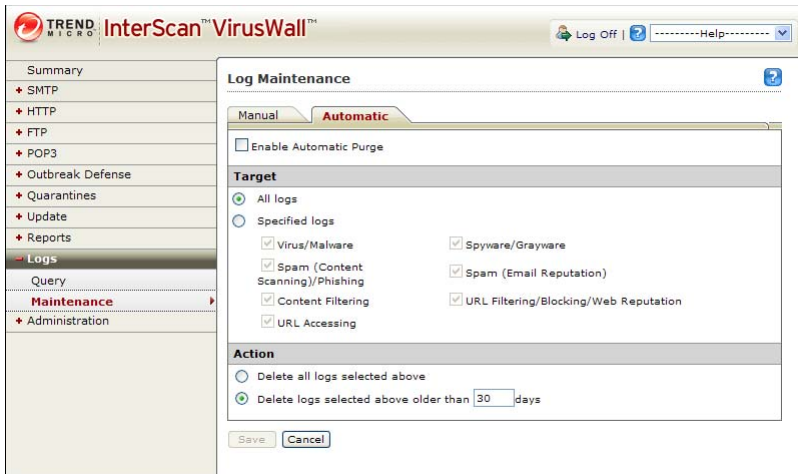 TREND MICRO InterScan™ VirusWall™
Log Off | ? ---------Help---------
Summary
+ SMTP
+ HTTP
+ FTP
+ POP3
+ Outbreak Defense
+ Quarantines
+ Update
+ Reports
- Logs
Query
Maintenance
+ Administration
Log Maintenance
?
Manual
Automatic
Enable Automatic Purge
Target
All logs
Specified logs
Virus/Malware
Spyware/Grayware
Spam (Content
Scanning)/Phishing
Spam (Email Reputation)
Content Filtering
URL Filtering/Blocking/Web Reputation
URL Accessing
Action
Delete all logs selected above
Delete logs selected above older than 30 days
Save
Cancel